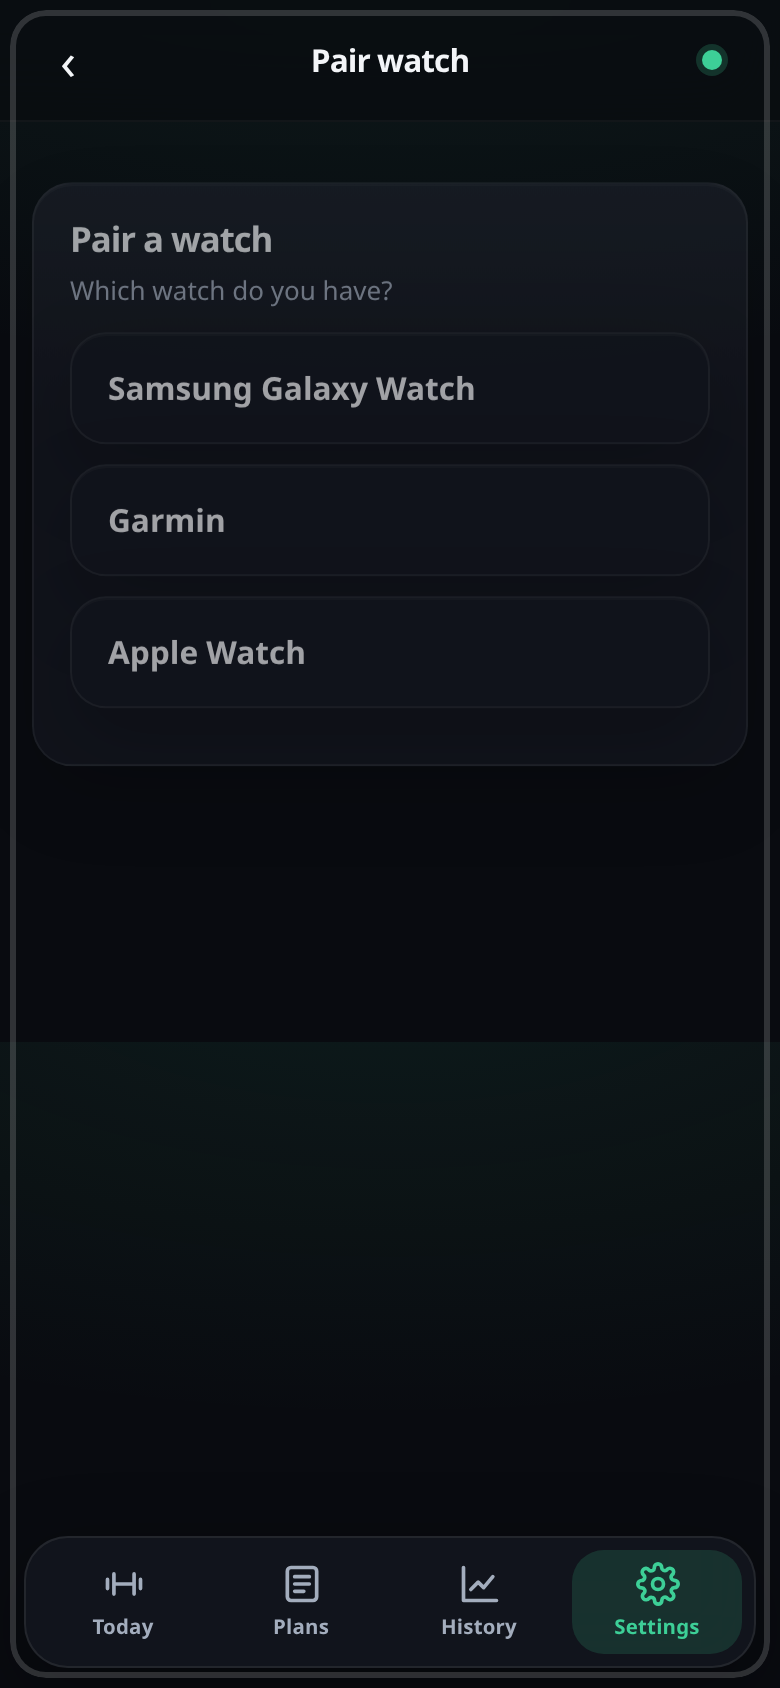 Pair watch
Pair a watch
Which watch do you have?
Samsung Galaxy Watch
Garmin
Apple Watch
Today
Plans
History
Settings